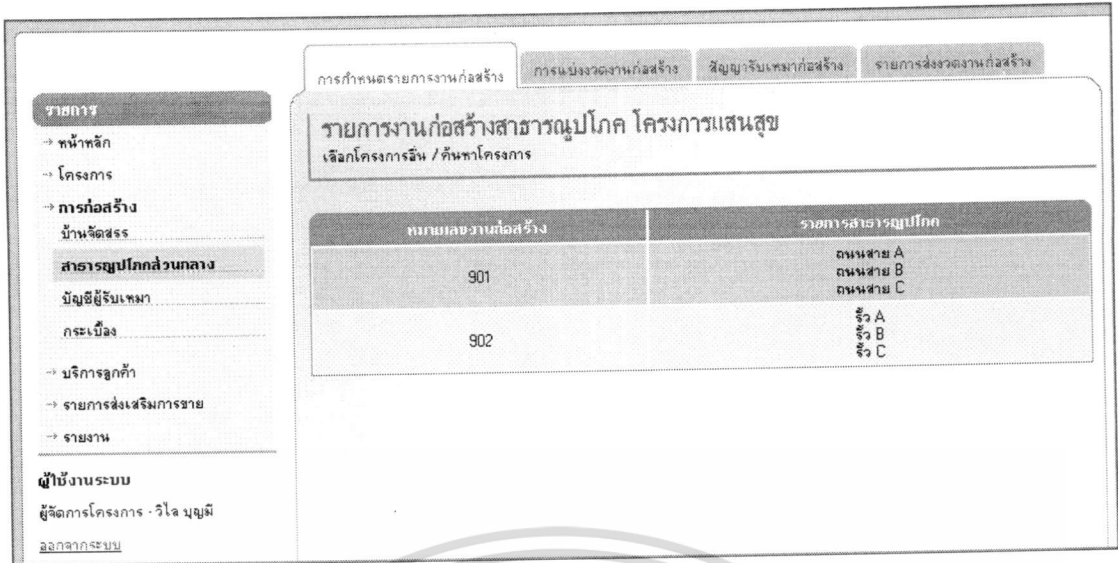 การกำหนดรายการงานก่อสร้าง
การแบ่งงวดงานก่อสร้าง
สัญญารับเหมาก่อสร้าง
รายการส่งงวดงานก่อสร้าง
รายการ
→ หน้าหลัก
→ โครงการ
→ การก่อสร้าง
บ้านจัดสรร
สาธารณูปโภคส่วนกลาง
บัญชีผู้รับเหมา
กระเบื้อง
→ บริการลูกค้า
→ รายการส่งเสริมการขาย
→ รายงาน
ผู้ใช้งานระบบ
ผู้จัดการโครงการ - วิไล บุญมี
ออกจากระบบ
รายการงานก่อสร้างสาธารณูปโภค โครงการแสนสุข
เลือกโครงการอื่น / ค้นหาโครงการ
หมายเลขงานก่อสร้าง
รายการสาธารณูปโภค
901
ถนนสาย A
ถนนสาย B
ถนนสาย C
902
รั้ว A
รั้ว B
รั้ว C